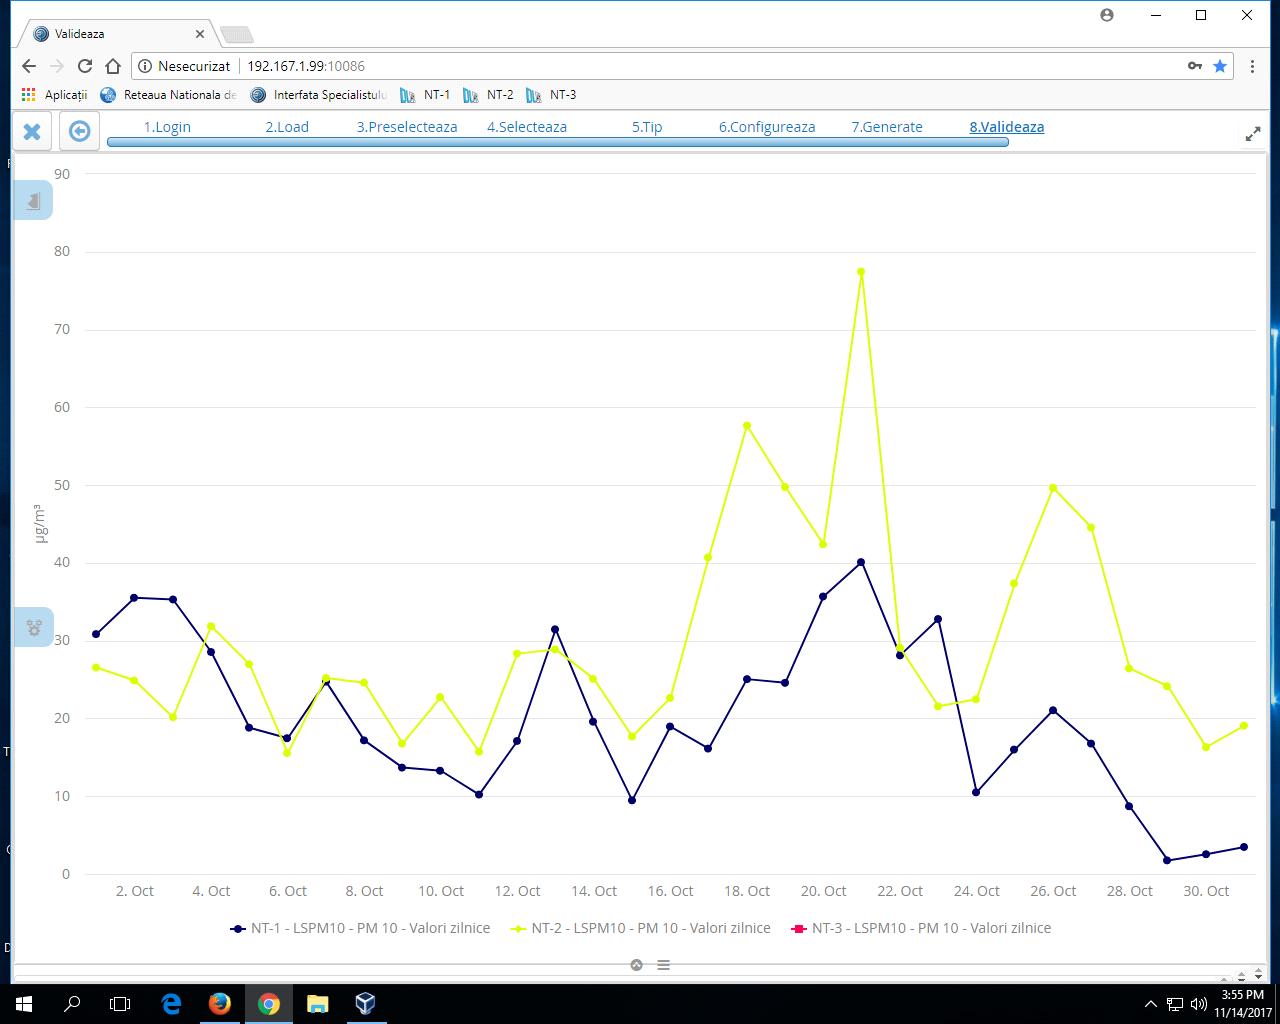 Valideaza
Nesecurizat 192.167.1.99:10086
Aplicații Reteaua Nationala de Interfata Specialistulu NT-1 NT-2 NT-3
1.Login 2.Load 3.Preselecteaza 4.Selecteaza 5.Tip 6.Configureaza 7.Generate 8.Valideaza
90
80
70
60
50
µg/m³
40
30
20
10
0
2. Oct 4. Oct 6. Oct 8. Oct 10. Oct 12. Oct 14. Oct 16. Oct 18. Oct 20. Oct 22. Oct 24. Oct 26. Oct 28. Oct 30. Oct
NT-1 - LSPM10 - PM 10 - Valori zilnice NT-2 - LSPM10 - PM 10 - Valori zilnice NT-3 - LSPM10 - PM 10 - Valori zilnice
3:55 PM
11/14/2017